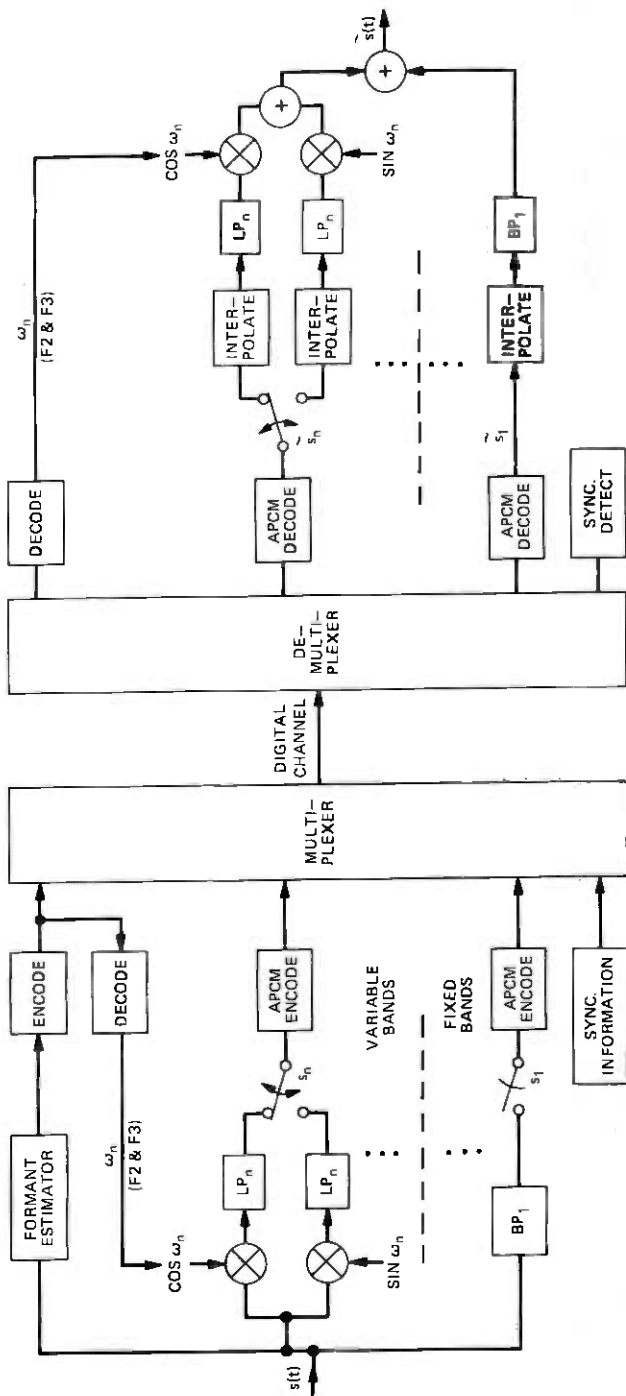 s(t)
FORMANT
ESTIMATOR
ENCODE
DECODE
ωn
(F2 & F3)
COS ωn
SIN ωn
LPn
LPn
sn
APCM
ENCODE
VARIABLE
BANDS
FIXED
BANDS
BP1
s1
APCM
ENCODE
SYNC.
INFORMATION
MULTI-
PLEXER
DIGITAL
CHANNEL
DE-
MULTI-
PLEXER
DECODE
ωn
(F2 & F3)
APCM
DECODE
s̃n
INTER-
POLATE
INTER-
POLATE
LPn
LPn
COS ωn
SIN ωn
+
+
s̃(t)
APCM
DECODE
s̃1
INTER-
POLATE
BP1
SYNC.
DETECT